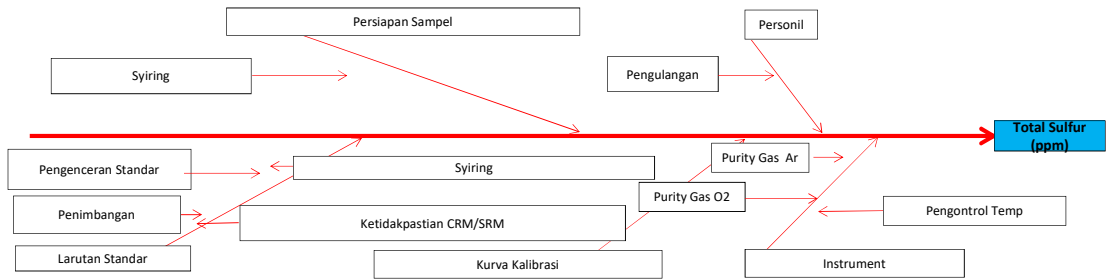 Persiapan Sampel
Personil
Syiring
Pengulangan
Total Sulfur
(ppm)
Pengenceran Standar
Syiring
Purity Gas Ar
Purity Gas O2
Penimbangan
Ketidakpastian CRM/SRM
Pengontrol Temp
Larutan Standar
Kurva Kalibrasi
Instrument